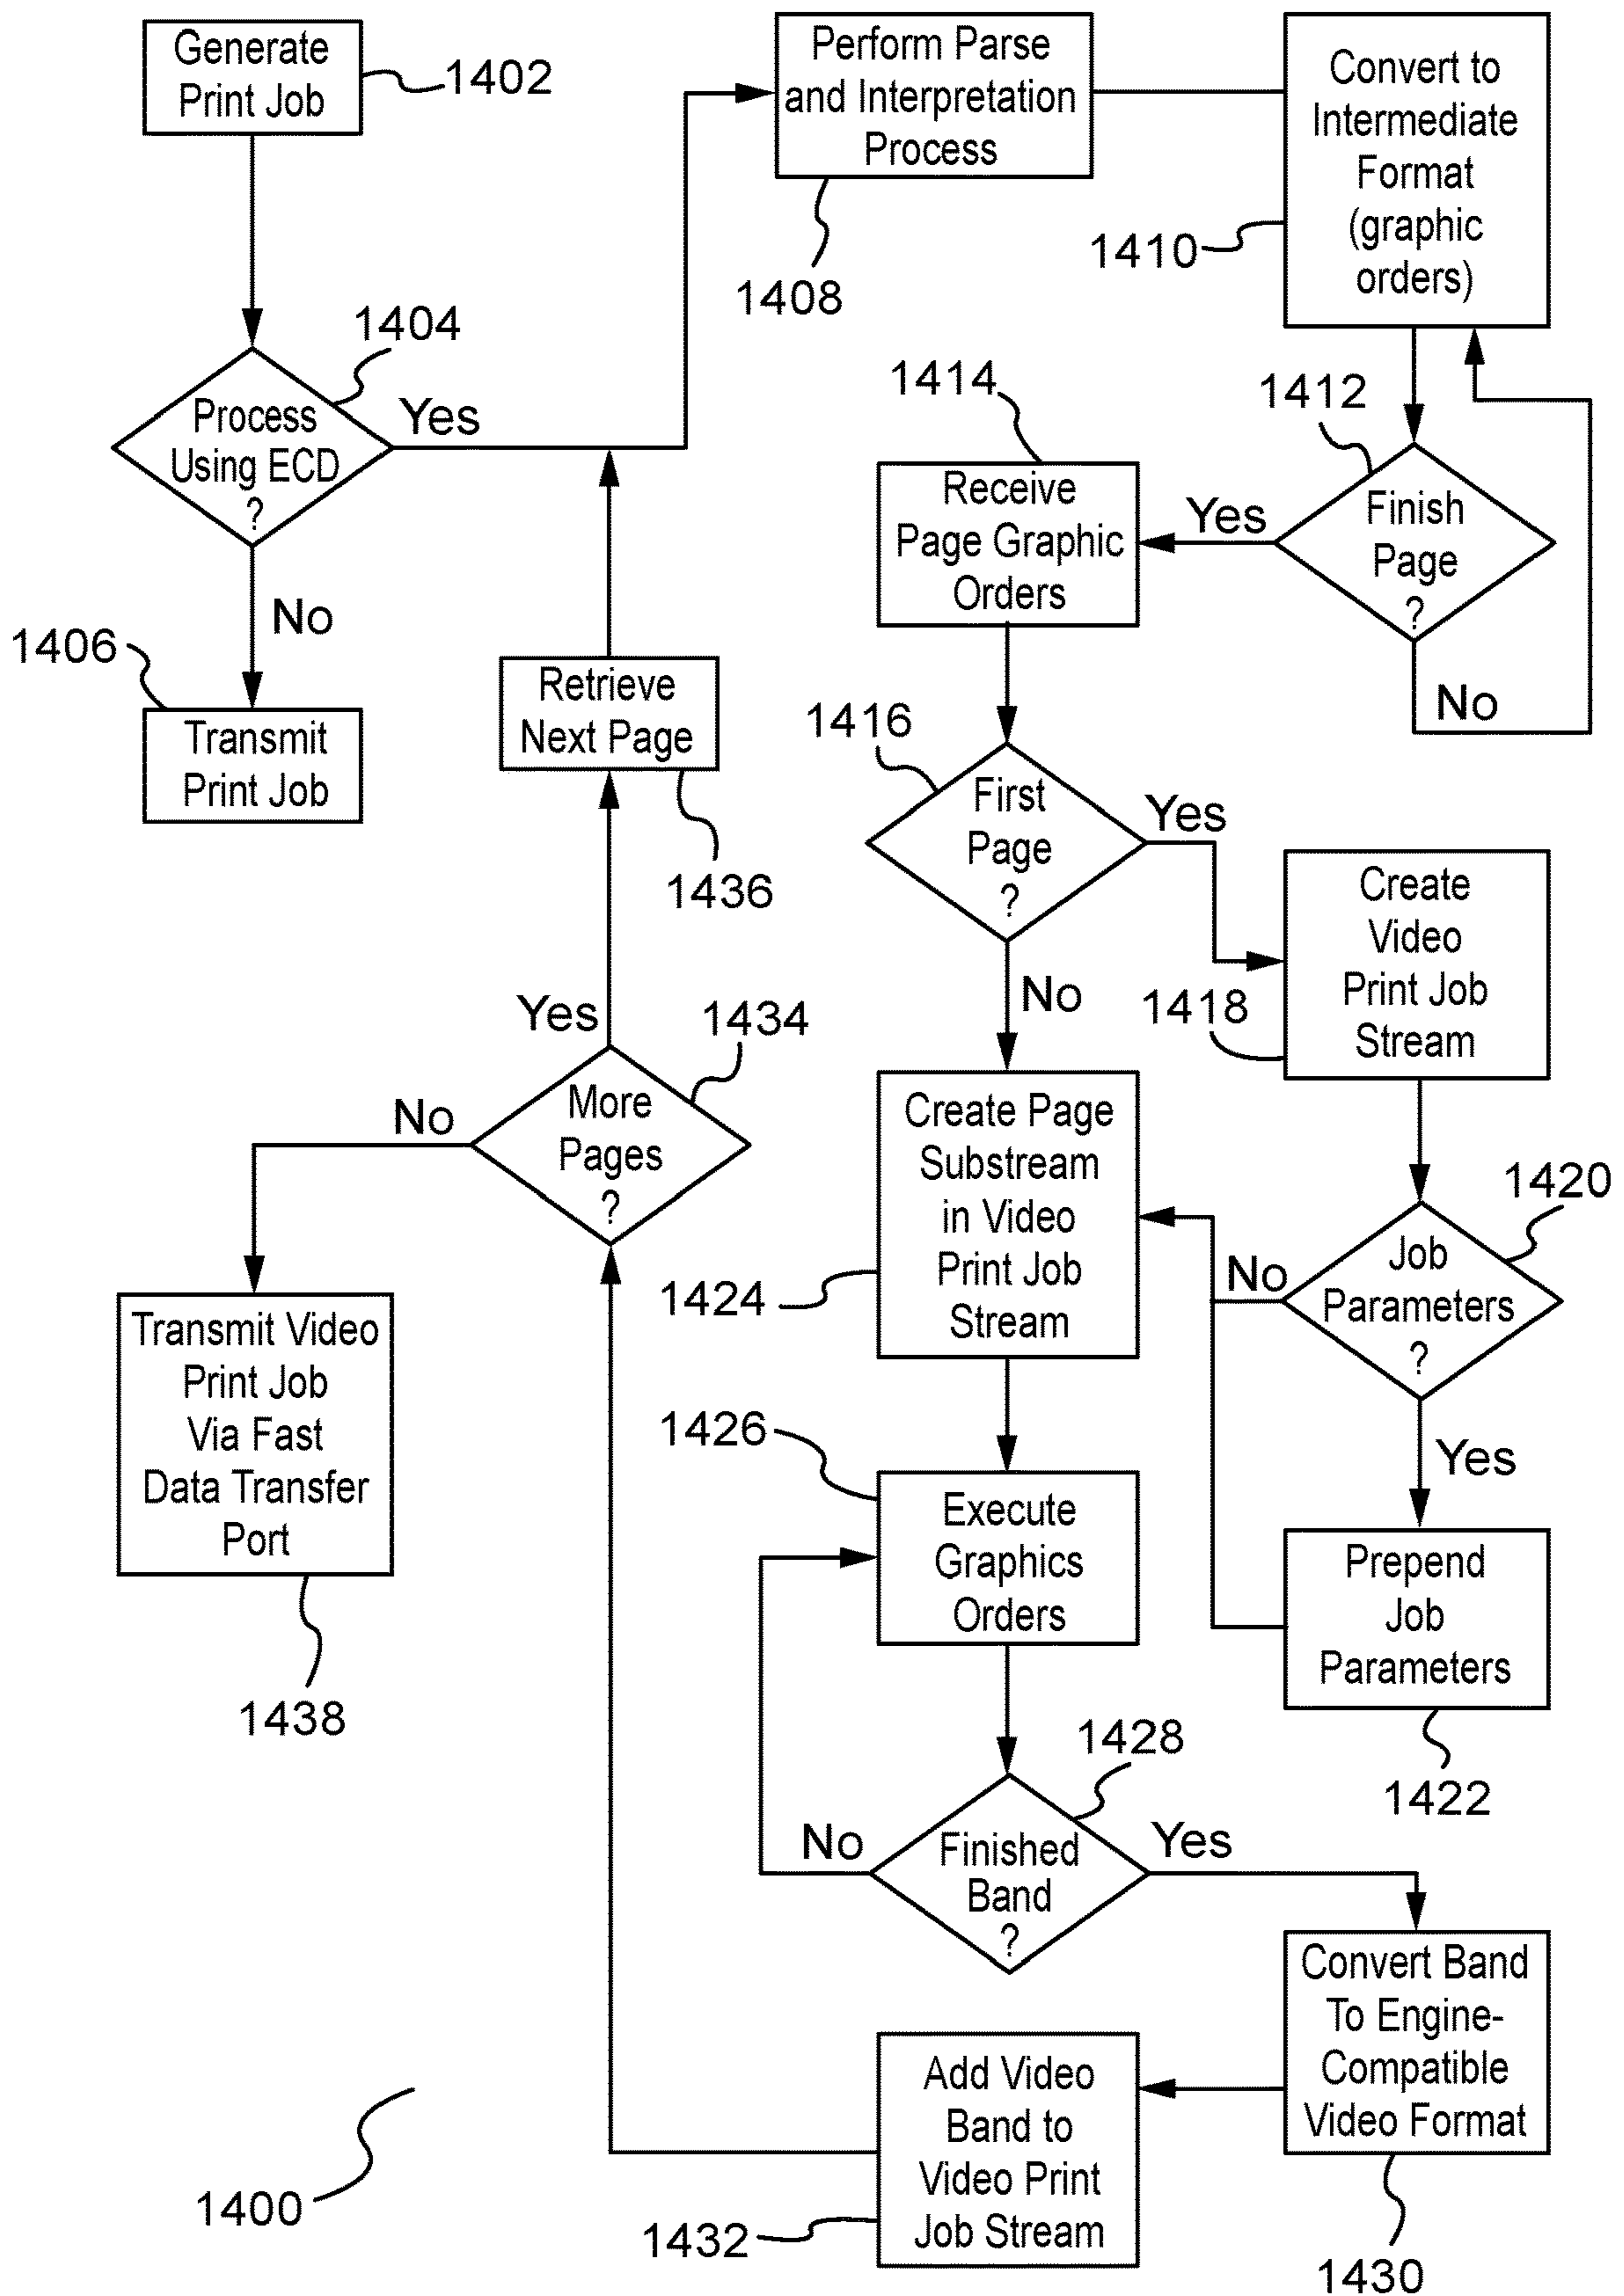 Generate
Print Job
1402
Process
Using ECD
?
1404
Yes
No
1406
Transmit
Print Job
Perform Parse
and Interpretation
Process
1408
Convert to
Intermediate
Format
(graphic
orders)
1410
1412
Finish
Page
?
Yes
No
1414
Receive
Page Graphic
Orders
1416
First
Page
?
Yes
No
Create
Video
Print Job
Stream
1418
1420
Job
Parameters
?
No
Yes
Prepend
Job
Parameters
1422
Create Page
Substream
in Video
Print Job
Stream
1424
1426
Execute
Graphics
Orders
1428
Finished
Band
?
No
Yes
Convert Band
To Engine-
Compatible
Video Format
1430
Add Video
Band to
Video Print
Job Stream
1432
1434
More
Pages
?
Yes
No
Retrieve
Next Page
1436
Transmit Video
Print Job
Via Fast
Data Transfer
Port
1438
1400